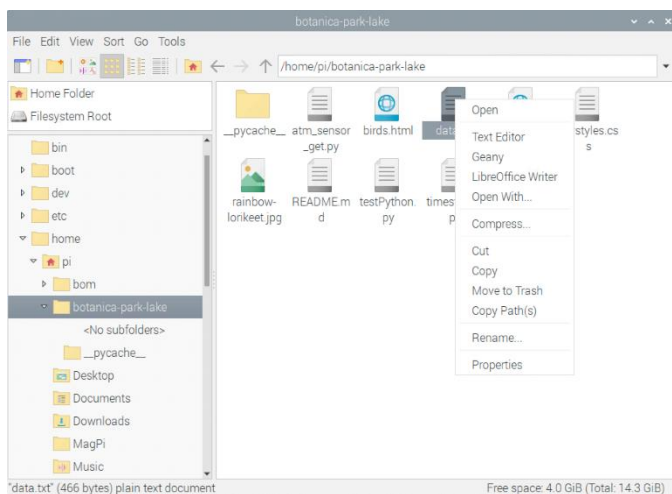 botanica-park-lake
File Edit View Sort Go Tools
/home/pi/botanica-park-lake
Home Folder
Filesystem Root
bin
boot
dev
etc
home
pi
bom
botanica-park-lake
<No subfolders>
__pycache__
Desktop
Documents
Downloads
MagPi
Music
__pycache__
atm_sensor
_get.py
birds.html
data
styles.cs
s
rainbow-
lorikeet.jpg
README.m
d
testPython.
py
times
p
Open
Text Editor
Geany
LibreOffice Writer
Open With...
Compress...
Cut
Copy
Move to Trash
Copy Path(s)
Rename...
Properties
"data.txt" (466 bytes) plain text document
Free space: 4.0 GiB (Total: 14.3 GiB)